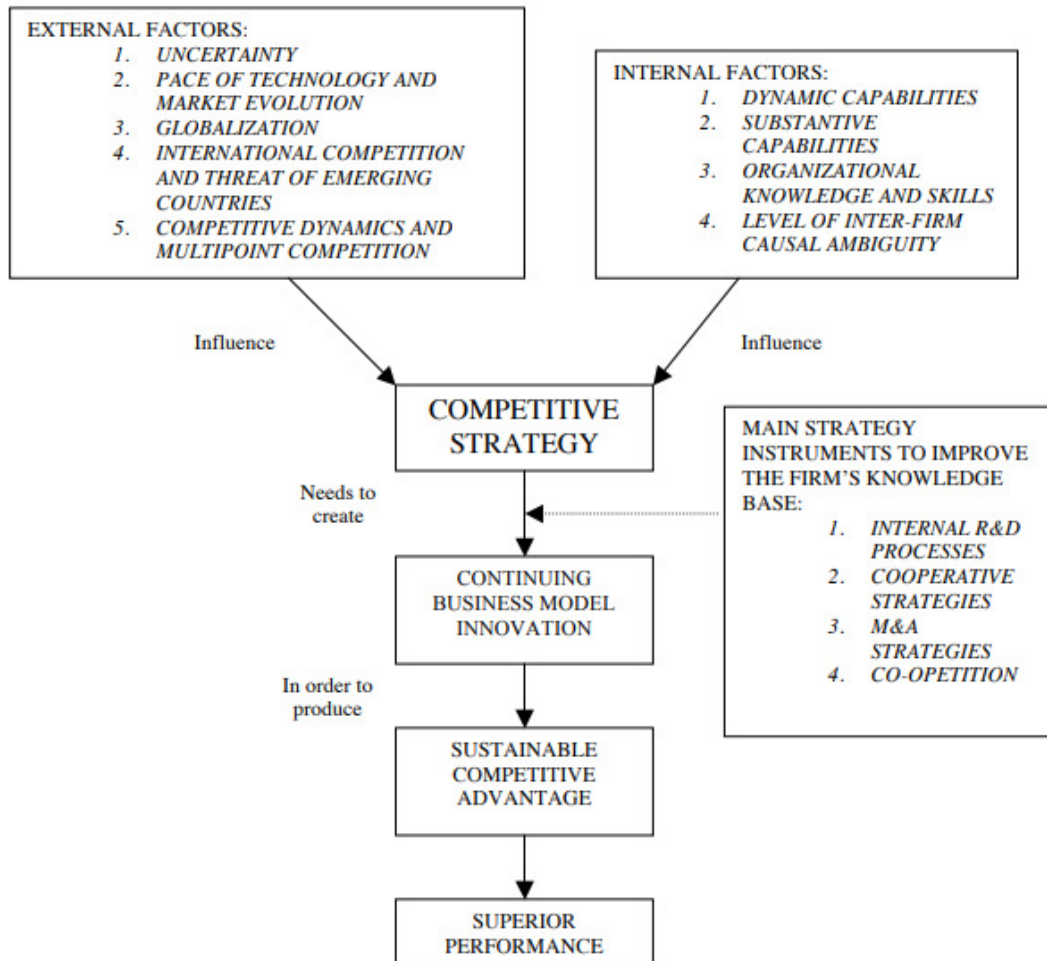 EXTERNAL FACTORS:
1. UNCERTAINTY
2. PACE OF TECHNOLOGY AND
MARKET EVOLUTION
3. GLOBALIZATION
4. INTERNATIONAL COMPETITION
AND THREAT OF EMERGING
COUNTRIES
5. COMPETITIVE DYNAMICS AND
MULTIPOINT COMPETITION
INTERNAL FACTORS:
1. DYNAMIC CAPABILITIES
2. SUBSTANTIVE
CAPABILITIES
3. ORGANIZATIONAL
KNOWLEDGE AND SKILLS
4. LEVEL OF INTER-FIRM
CAUSAL AMBIGUITY
Influence
Influence
COMPETITIVE
STRATEGY
MAIN STRATEGY
INSTRUMENTS TO IMPROVE
THE FIRM'S KNOWLEDGE
BASE:
1. INTERNAL R&D
PROCESSES
2. COOPERATIVE
STRATEGIES
3. M&A
STRATEGIES
4. CO-OPETITION
Needs to
create
CONTINUING
BUSINESS MODEL
INNOVATION
In order to
produce
SUSTAINABLE
COMPETITIVE
ADVANTAGE
SUPERIOR
PERFORMANCE